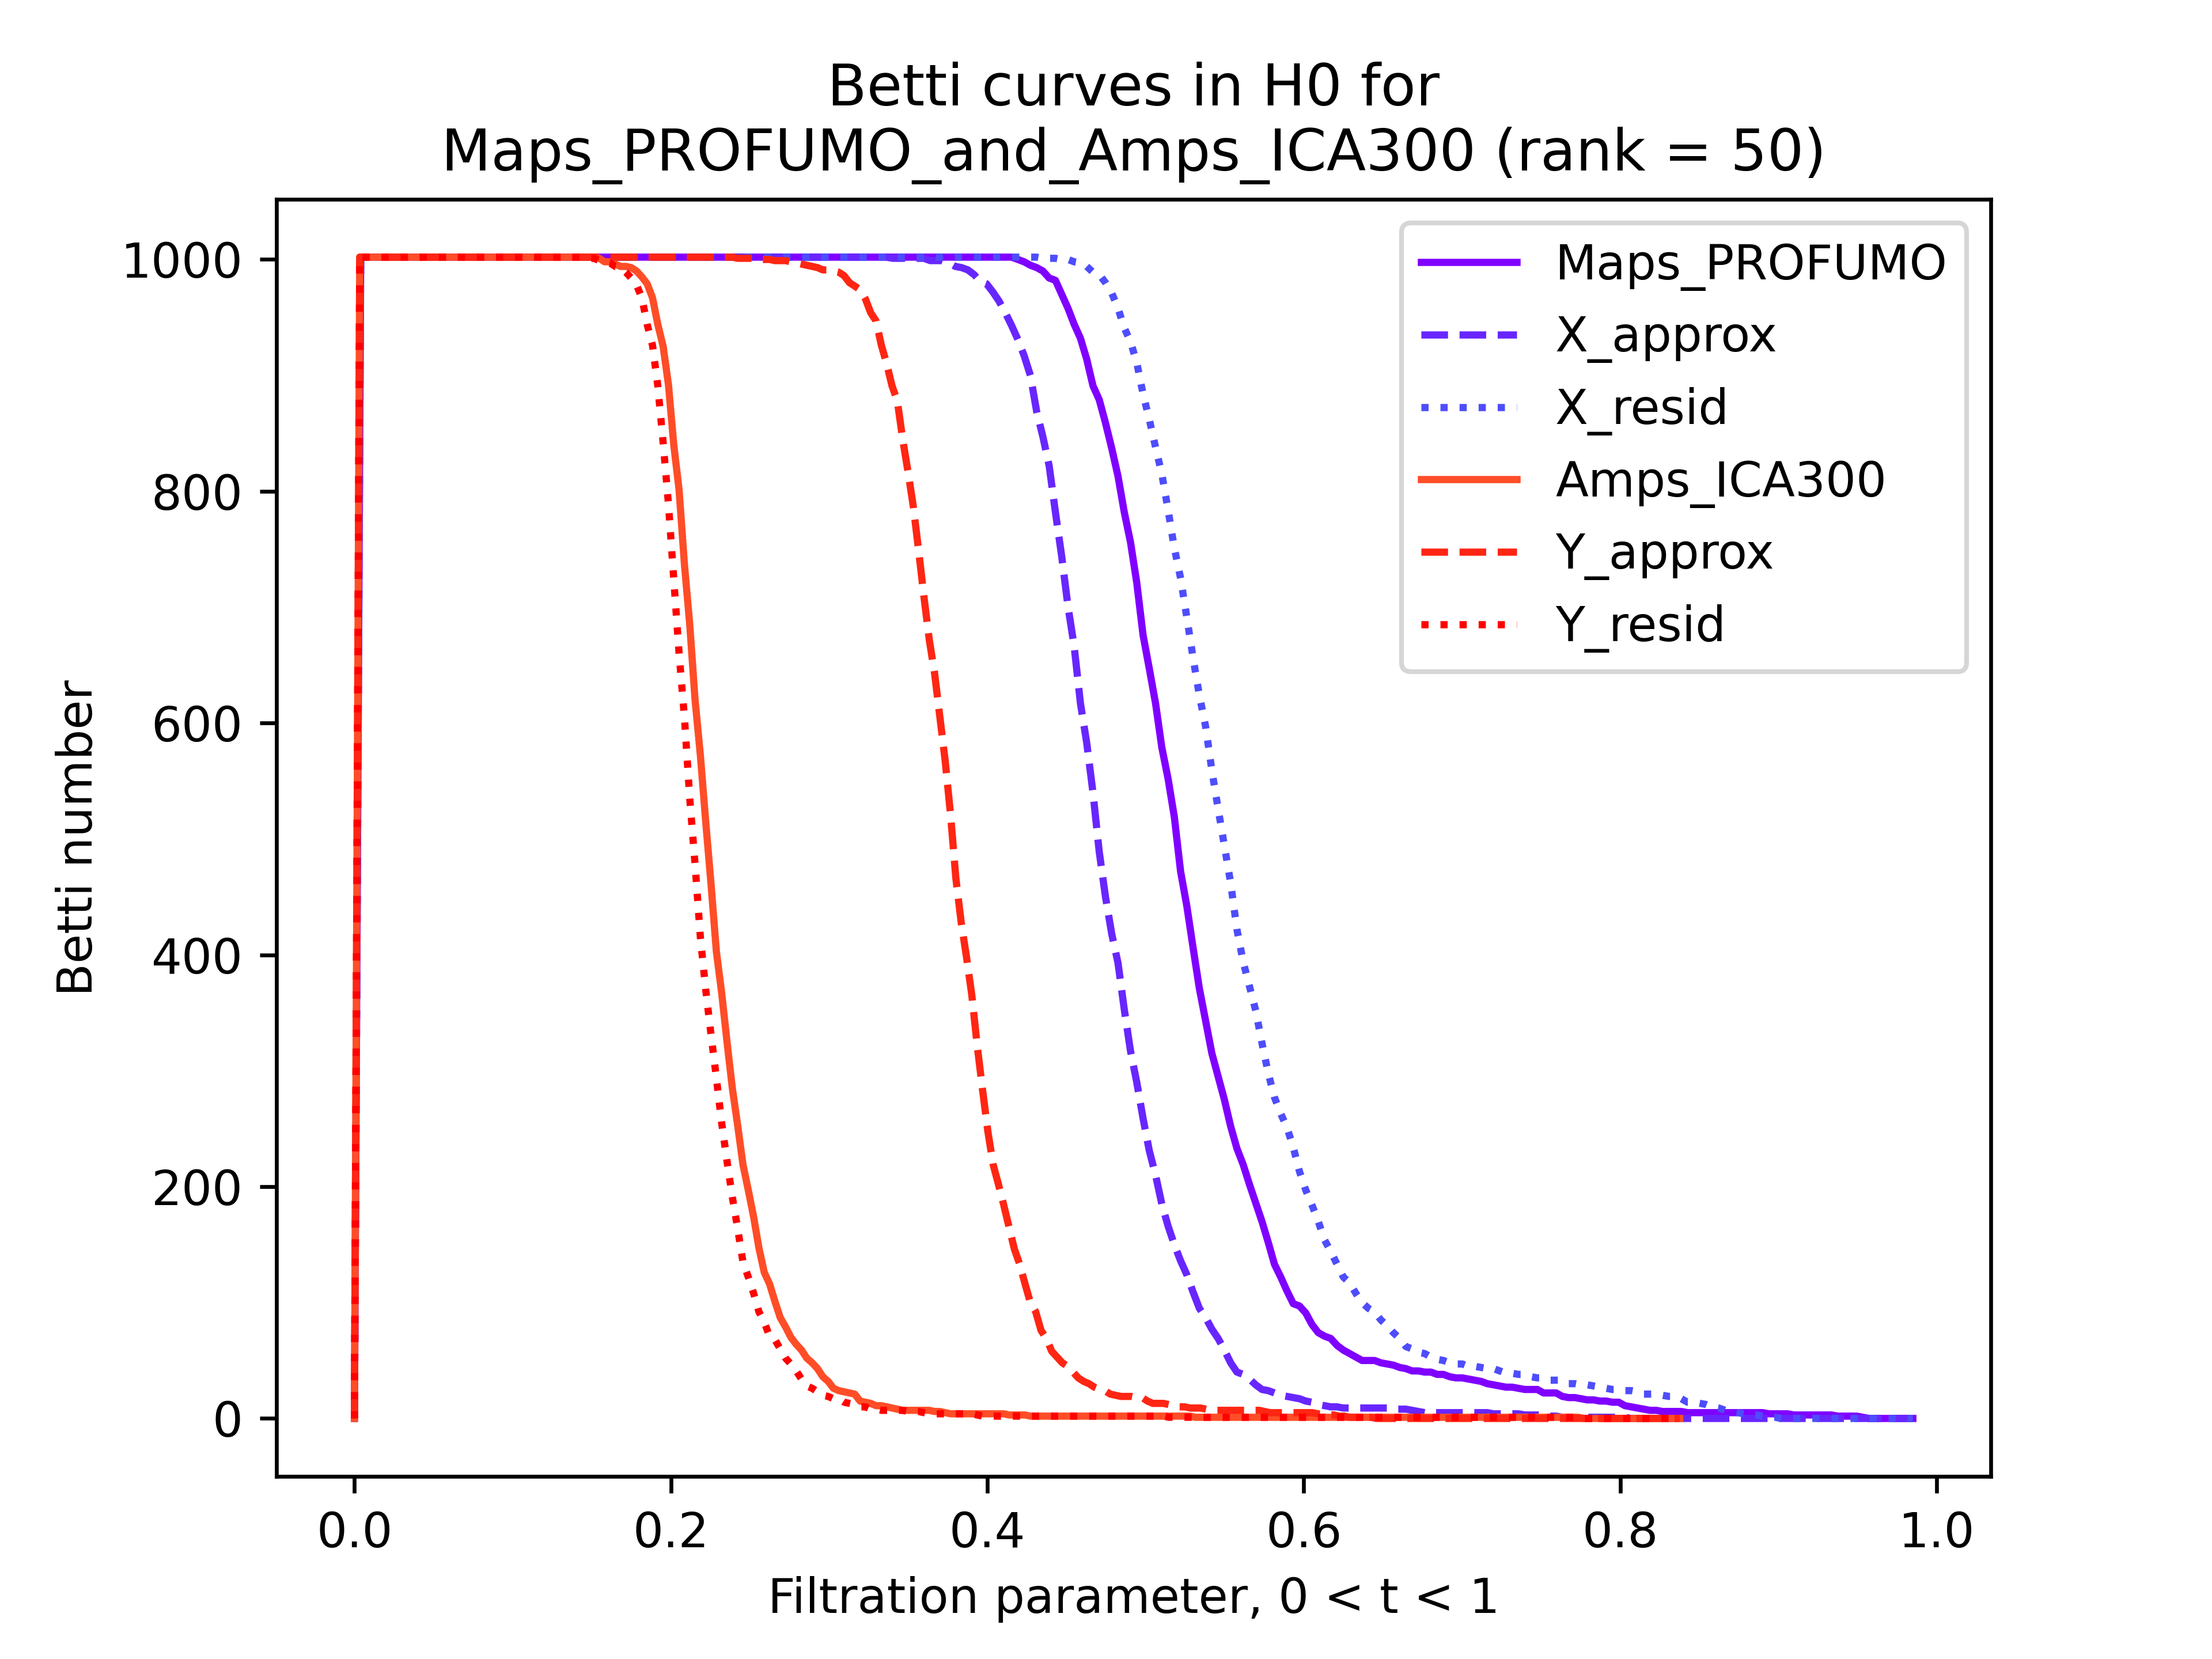 Betti curves in H0 for
Maps_PROFUMO_and_Amps_ICA300 (rank = 50)
Maps_PROFUMO
X_approx
X_resid
Amps_ICA300
Y_approx
Y_resid
Betti number
1000
800
600
400
200
0
0.0 0.2 0.4 0.6 0.8 1.0
Filtration parameter, 0 < t < 1